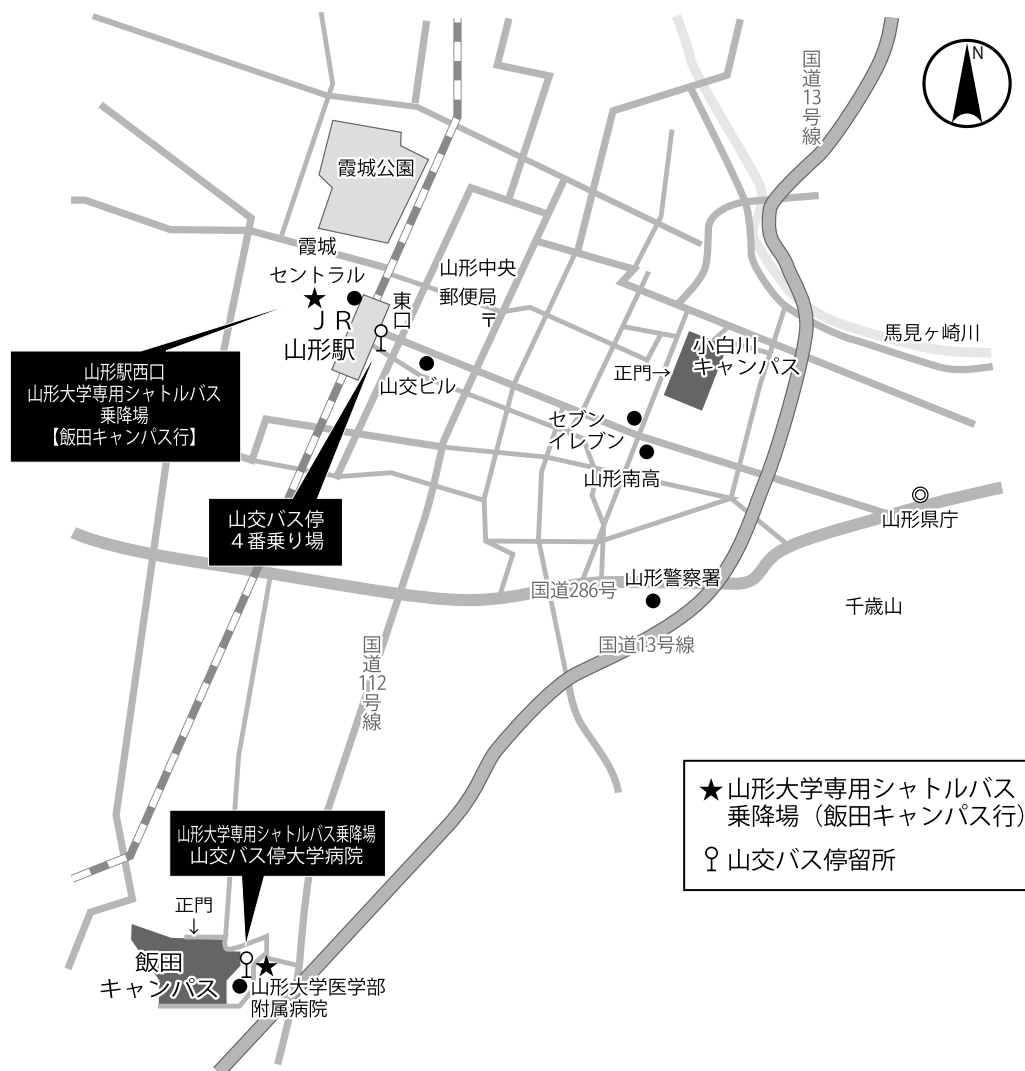 N
国道13号線
霞城公園
霞城
セントラル
山形中央
郵便局
〒
東口
ＪＲ
山形駅
馬見ヶ崎川
小白川
キャンパス
正門→
山交ビル
山形駅西口
山形大学専用シャトルバス
乗降場
【飯田キャンパス行】
セブン
イレブン
山形南高
山交バス停
４番乗り場
山形県庁
国道286号
山形警察署
千歳山
国道13号線
国道112号線
★山形大学専用シャトルバス
乗降場（飯田キャンパス行）
山交バス停留所
山形大学専用シャトルバス乗降場
山交バス停大学病院
正門
↓
飯田
キャンパス
山形大学医学部
附属病院